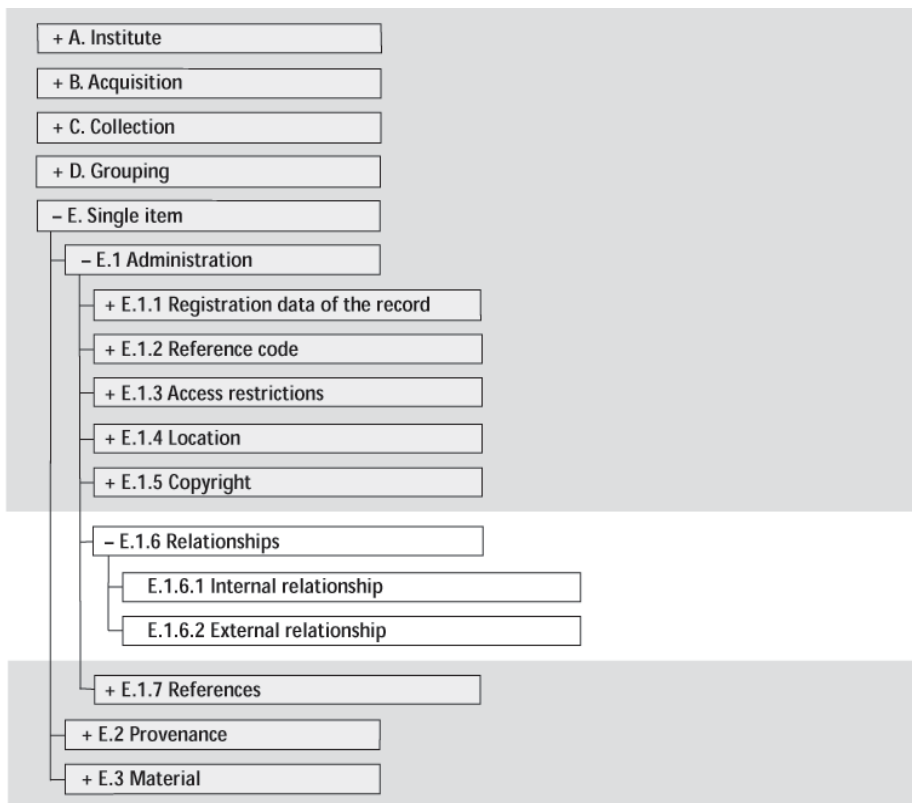 + A. Institute
+ B. Acquisition
+ C. Collection
+ D. Grouping
– E. Single item
– E.1 Administration
+ E.1.1 Registration data of the record
+ E.1.2 Reference code
+ E.1.3 Access restrictions
+ E.1.4 Location
+ E.1.5 Copyright
– E.1.6 Relationships
E.1.6.1 Internal relationship
E.1.6.2 External relationship
+ E.1.7 References
+ E.2 Provenance
+ E.3 Material